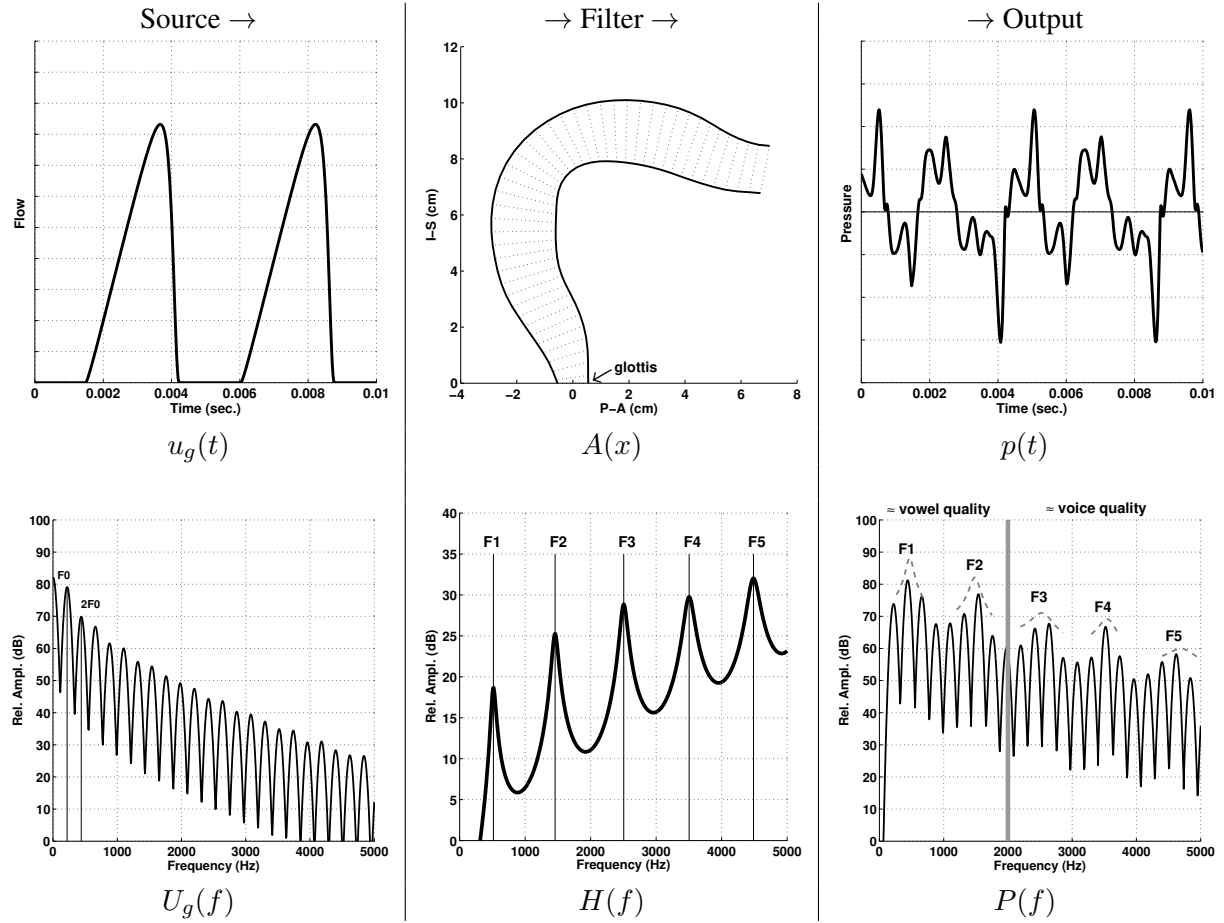 Source →
→ Filter →
→ Output
Flow
0 0.002 0.004 0.006 0.008 0.01
Time (sec.)
u_g(t)
12
10
8
6
4
2
0
I−S (cm)
glottis
−4 −2 0 2 4 6 8
P−A (cm)
A(x)
Pressure
0 0.002 0.004 0.006 0.008 0.01
Time (sec.)
p(t)
100
90
80
70
60
50
40
30
20
10
0
Rel. Ampl. (dB)
F0
2F0
0 1000 2000 3000 4000 5000
Frequency (Hz)
U_g(f)
40
35
30
25
20
15
10
5
0
Rel. Ampl. (dB)
F1 F2 F3 F4 F5
0 1000 2000 3000 4000 5000
Frequency (Hz)
H(f)
≈ vowel quality ≈ voice quality
100
90
80
70
60
50
40
30
20
10
0
Rel. Ampl. (dB)
F1
F2
F3
F4
F5
0 1000 2000 3000 4000 5000
Frequency (Hz)
P(f)